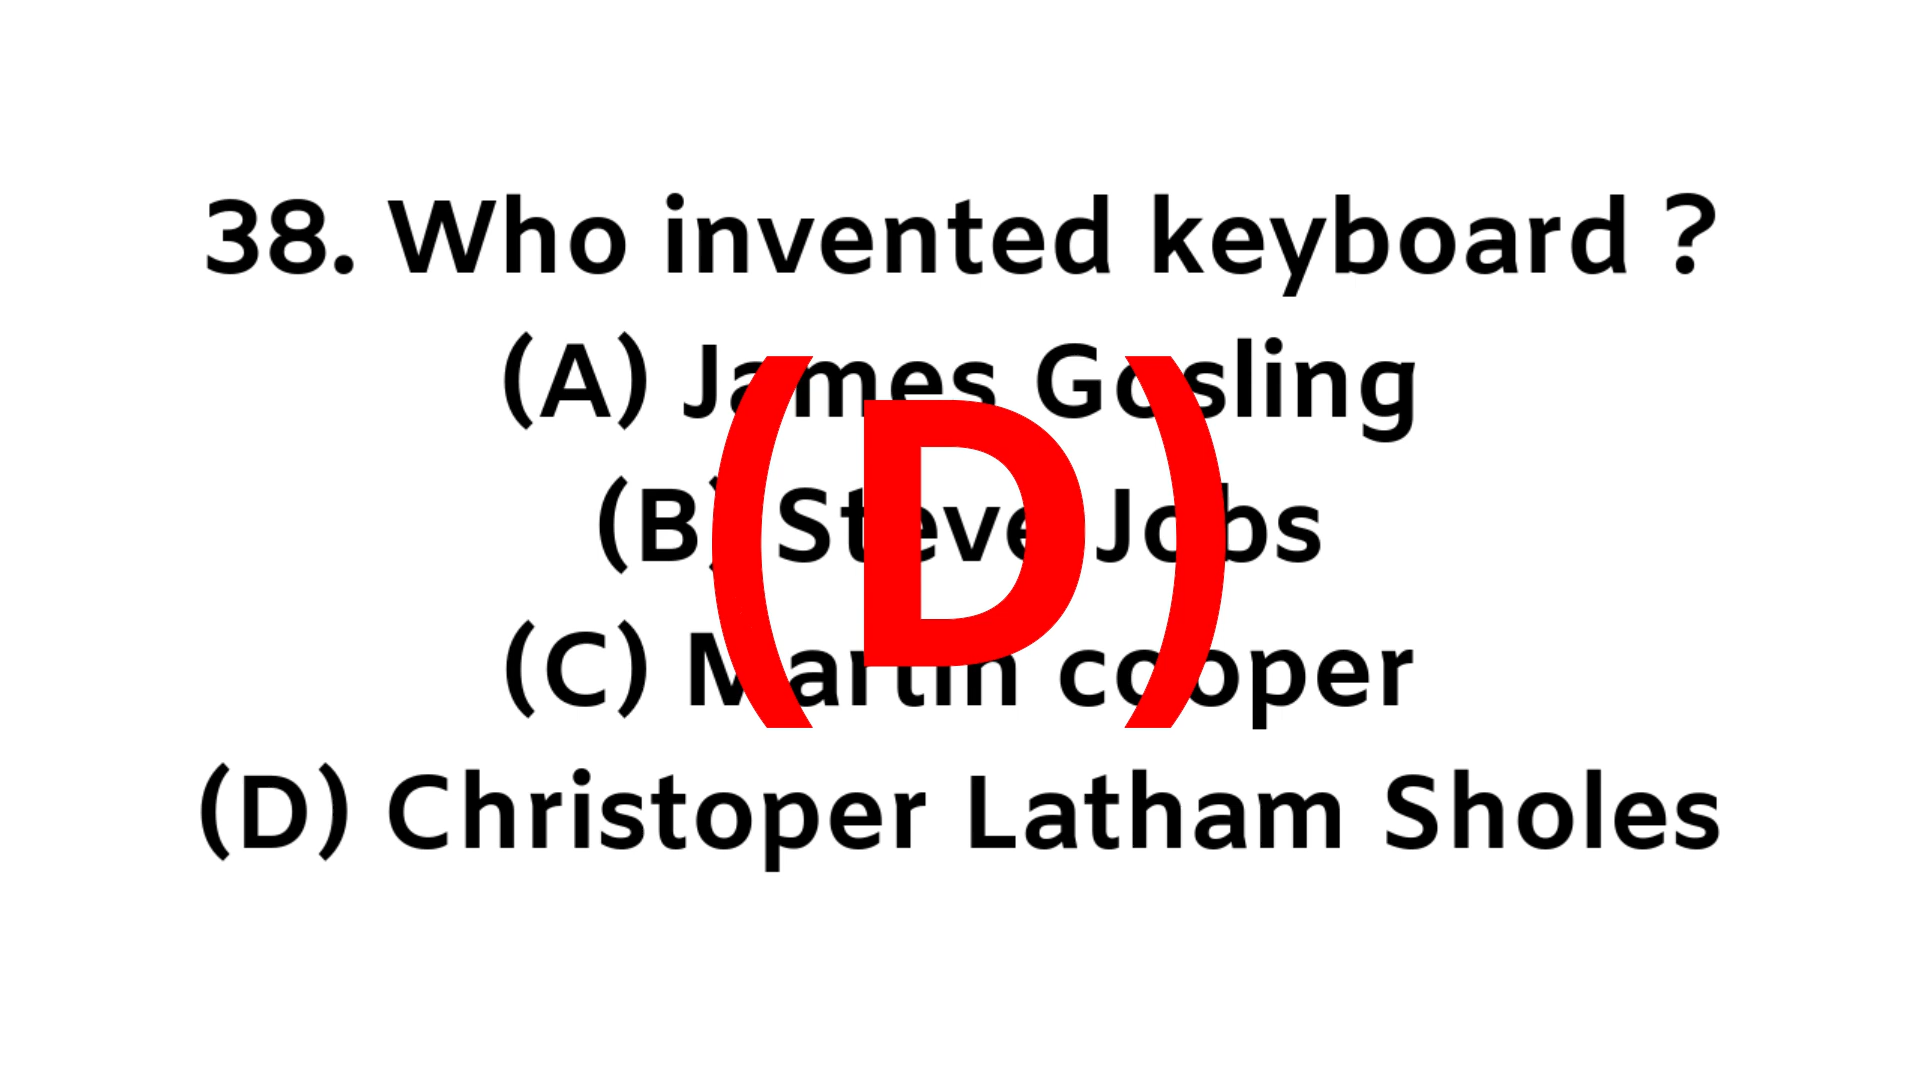 38. Who invented keyboard ?
(A) James Gosling
(B) Steve Jobs
(D)
(C) Martin cooper
(D) Christoper Latham Sholes